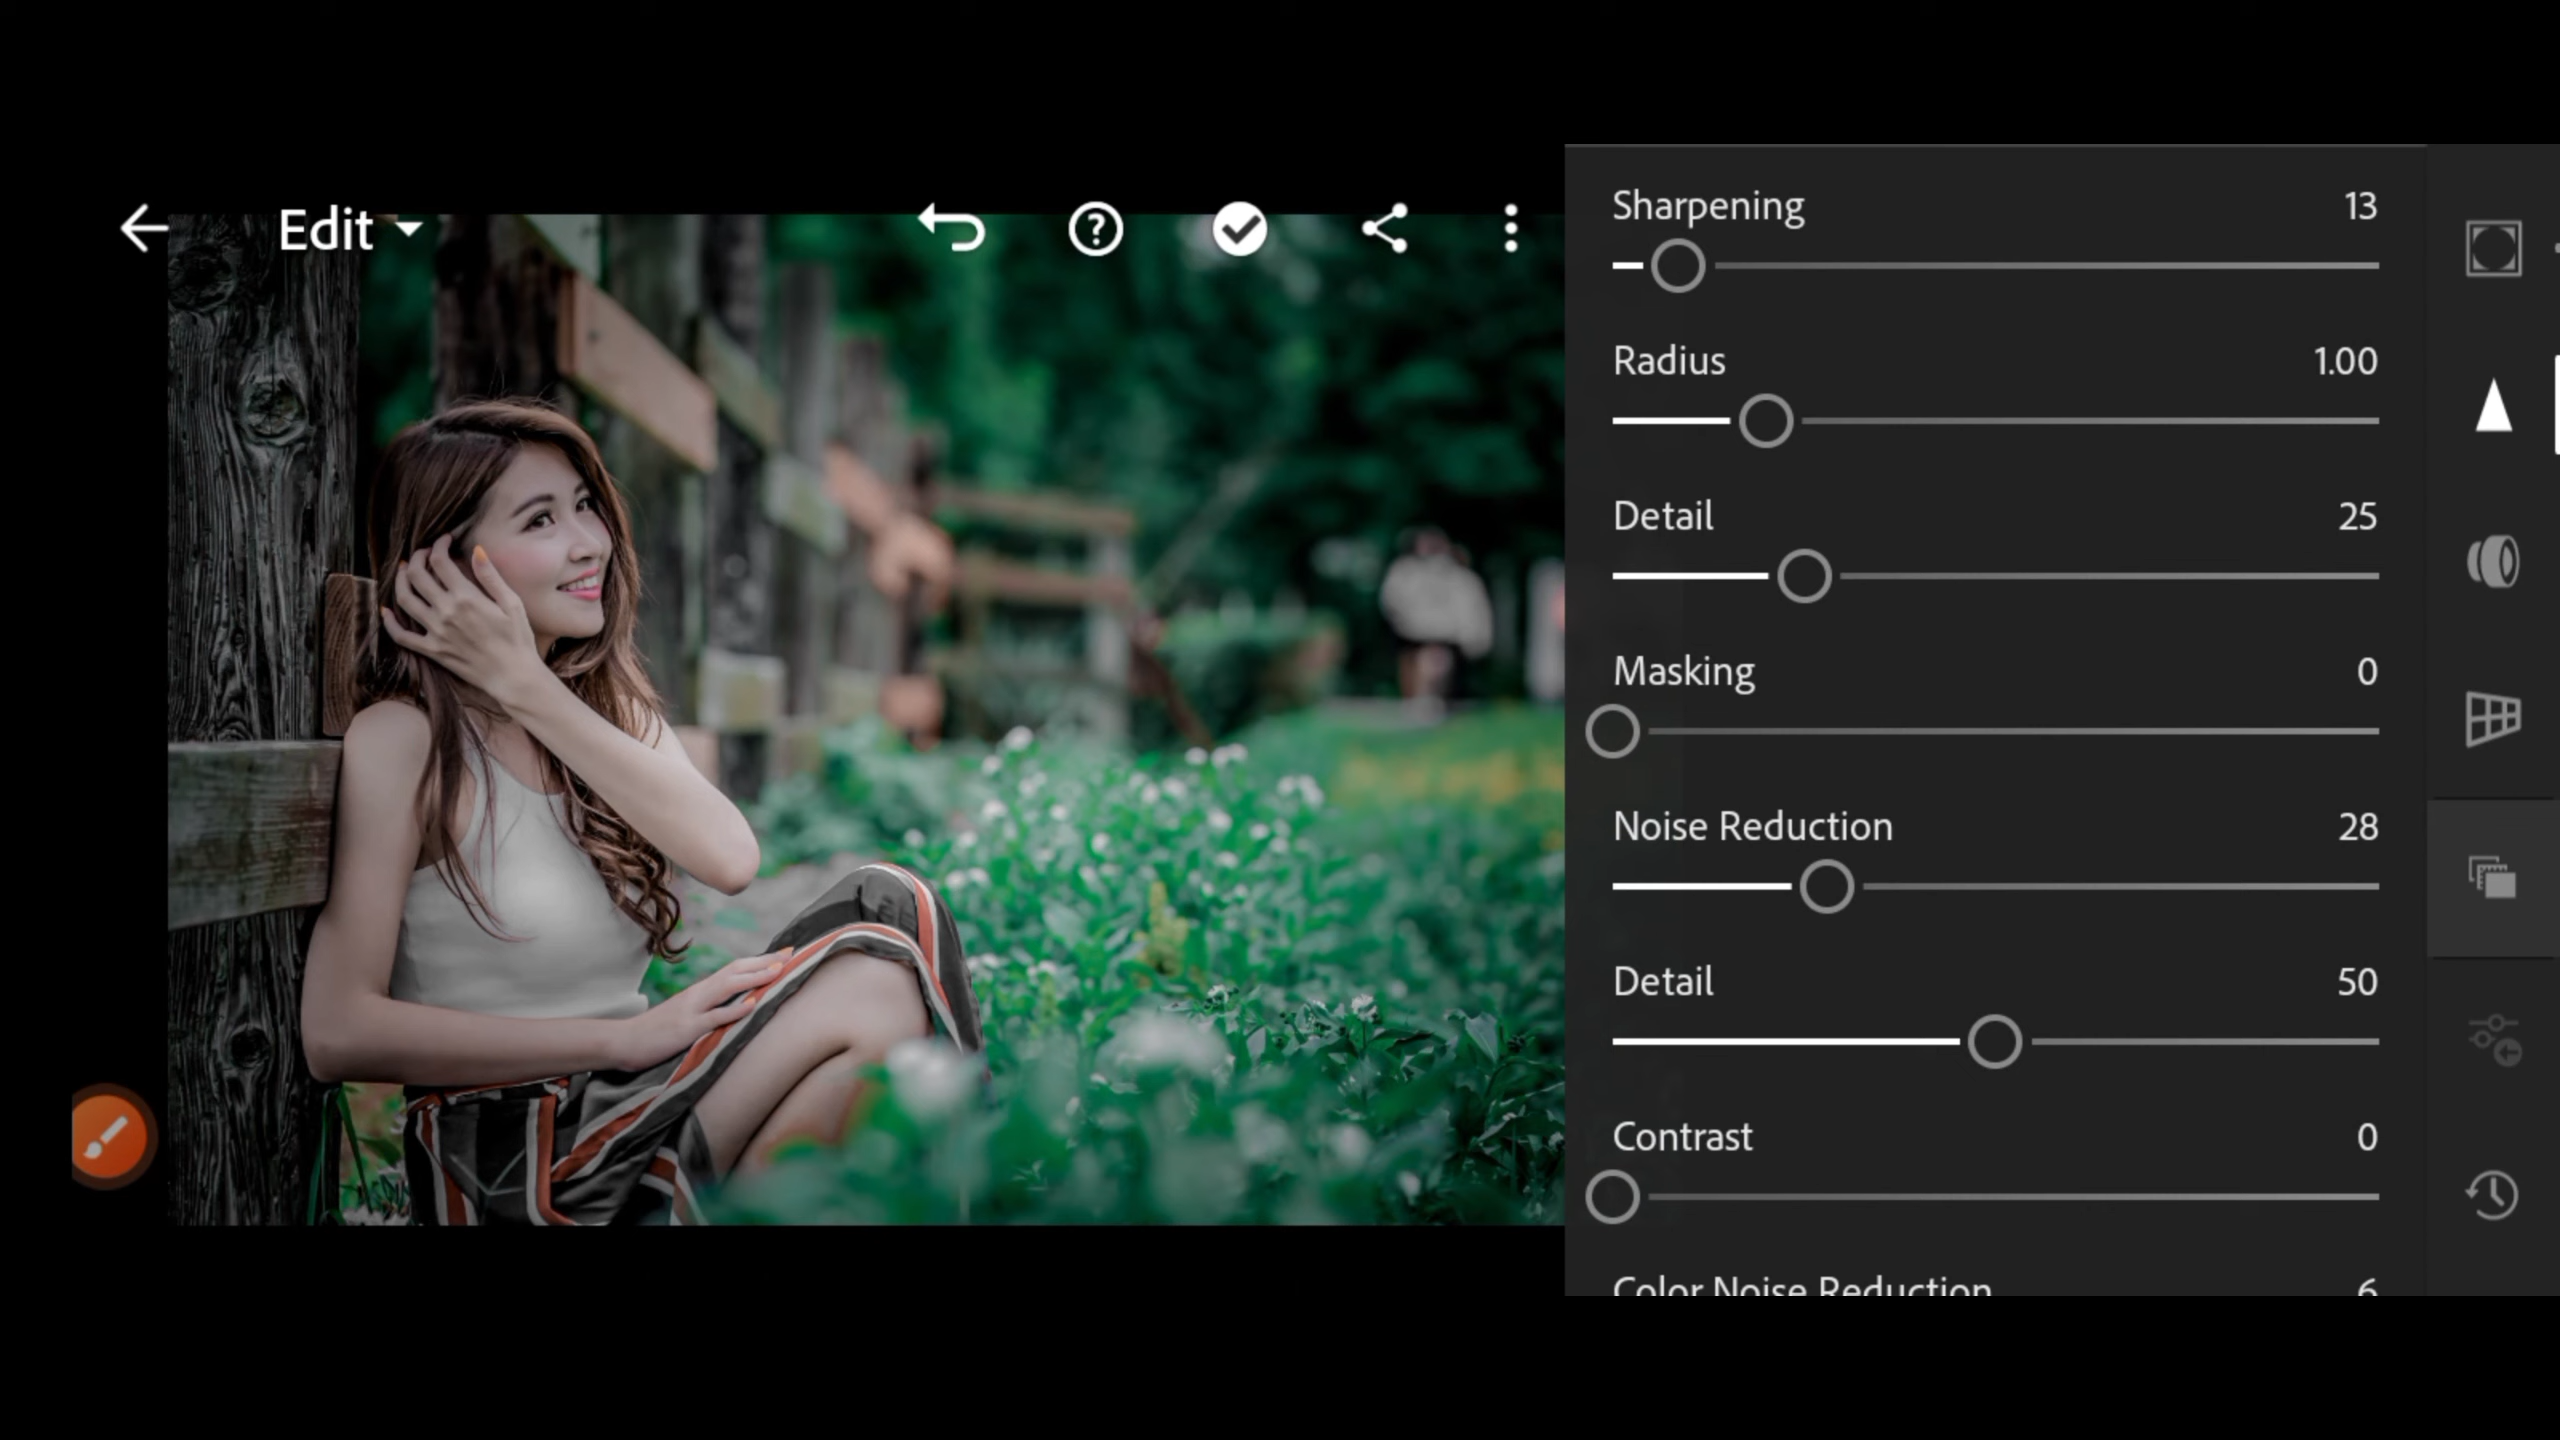 Edit
Sharpening 13
Radius 1.00
Detail 25
Masking 0
Noise Reduction 28
Detail 50
Contrast 0
Color Noise Reduction 6